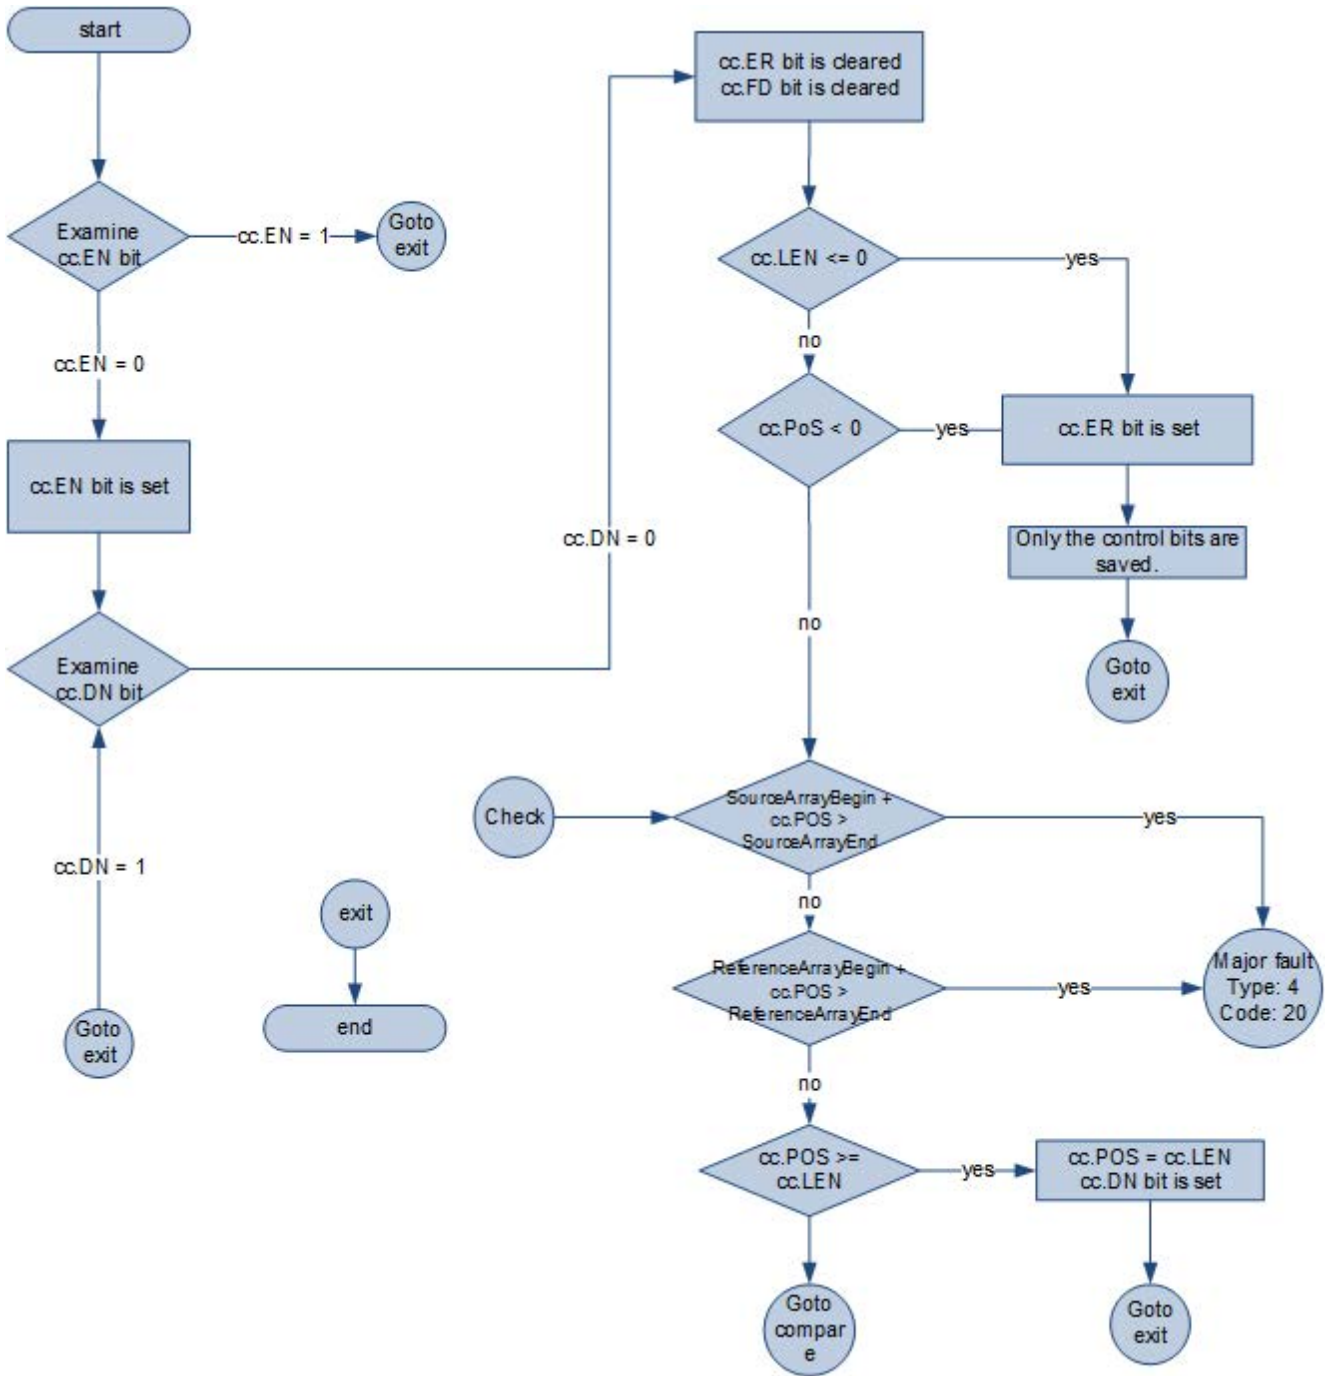 start
Examine
cc.EN bit
cc.EN = 1
Goto
exit
cc.EN = 0
cc.EN bit is set
Examine
cc.DN bit
cc.DN = 1
Goto
exit
exit
end
cc.DN = 0
cc.ER bit is cleared
cc.FD bit is cleared
cc.LEN <= 0
yes
no
cc.PoS < 0
yes
cc.ER bit is set
Only the control bits are
saved.
Goto
exit
no
Check
SourceArrayBegin +
cc.POS >
SourceArrayEnd
yes
no
ReferenceArrayBegin +
cc.POS >
ReferenceArrayEnd
yes
Major fault
Type: 4
Code: 20
no
cc.POS >=
cc.LEN
yes
cc.POS = cc.LEN
cc.DN bit is set
Goto
compar
e
Goto
exit